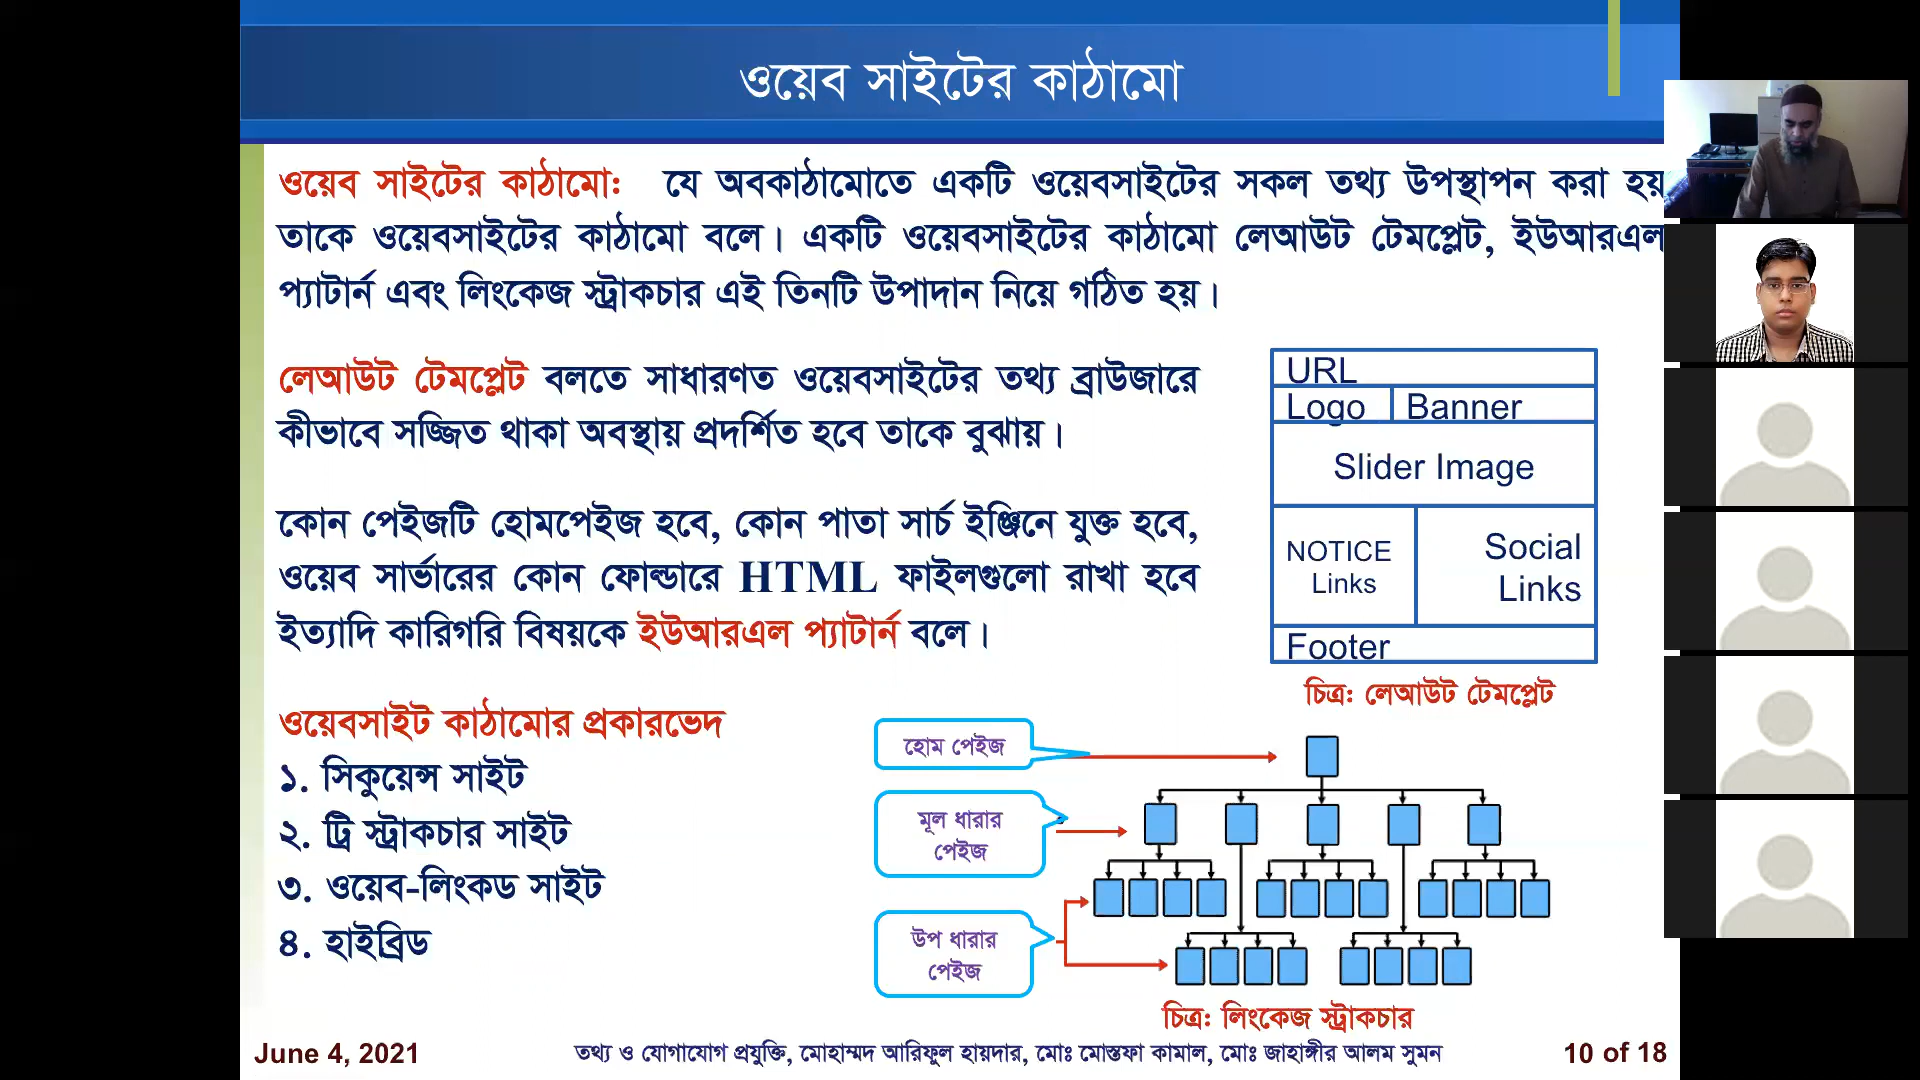 ওয়েব সাইটের কাঠামো
ওয়েব সাইটের কাঠামো: যে অবকাঠামোতে একটি ওয়েবসাইটের সকল তথ্য উপস্থাপন করা হয়
তাকে ওয়েবসাইটের কাঠামো বলে। একটি ওয়েবসাইটের কাঠামো লেআউট টেমপ্লেট, ইউআরএল
প্যাটার্ন এবং লিংকেজ স্ট্রাকচার এই তিনটি উপাদান নিয়ে গঠিত হয়।
লেআউট টেমপ্লেট বলতে সাধারণত ওয়েবসাইটের তথ্য ব্রাউজারে
কীভাবে সজ্জিত থাকা অবস্থায় প্রদর্শিত হবে তাকে বুঝায়।
কোন পেইজটি হোমপেইজ হবে, কোন পাতা সার্চ ইঞ্জিনে যুক্ত হবে,
ওয়েব সার্ভারের কোন ফোল্ডারে HTML ফাইলগুলো রাখা হবে
ইত্যাদি কারিগরি বিষয়কে ইউআরএল প্যাটার্ন বলে।
URL
Logo Banner
Slider Image
NOTICE
Links
Social
Links
Footer
চিত্র: লেআউট টেমপ্লেট
ওয়েবসাইট কাঠামোর প্রকারভেদ
১. সিকুয়েন্স সাইট
২. ট্রি স্ট্রাকচার সাইট
৩. ওয়েব-লিংকড সাইট
৪. হাইব্রিড
হোম পেইজ
মূল ধারার
পেইজ
উপ ধারার
পেইজ
চিত্র: লিংকেজ স্ট্রাকচার
June 4, 2021
তথ্য ও যোগাযোগ প্রযুক্তি, মোহাম্মদ আরিফুল হায়দার, মোঃ মোস্তফা কামাল, মোঃ জাহাঙ্গীর আলম সুমন
10 of 18